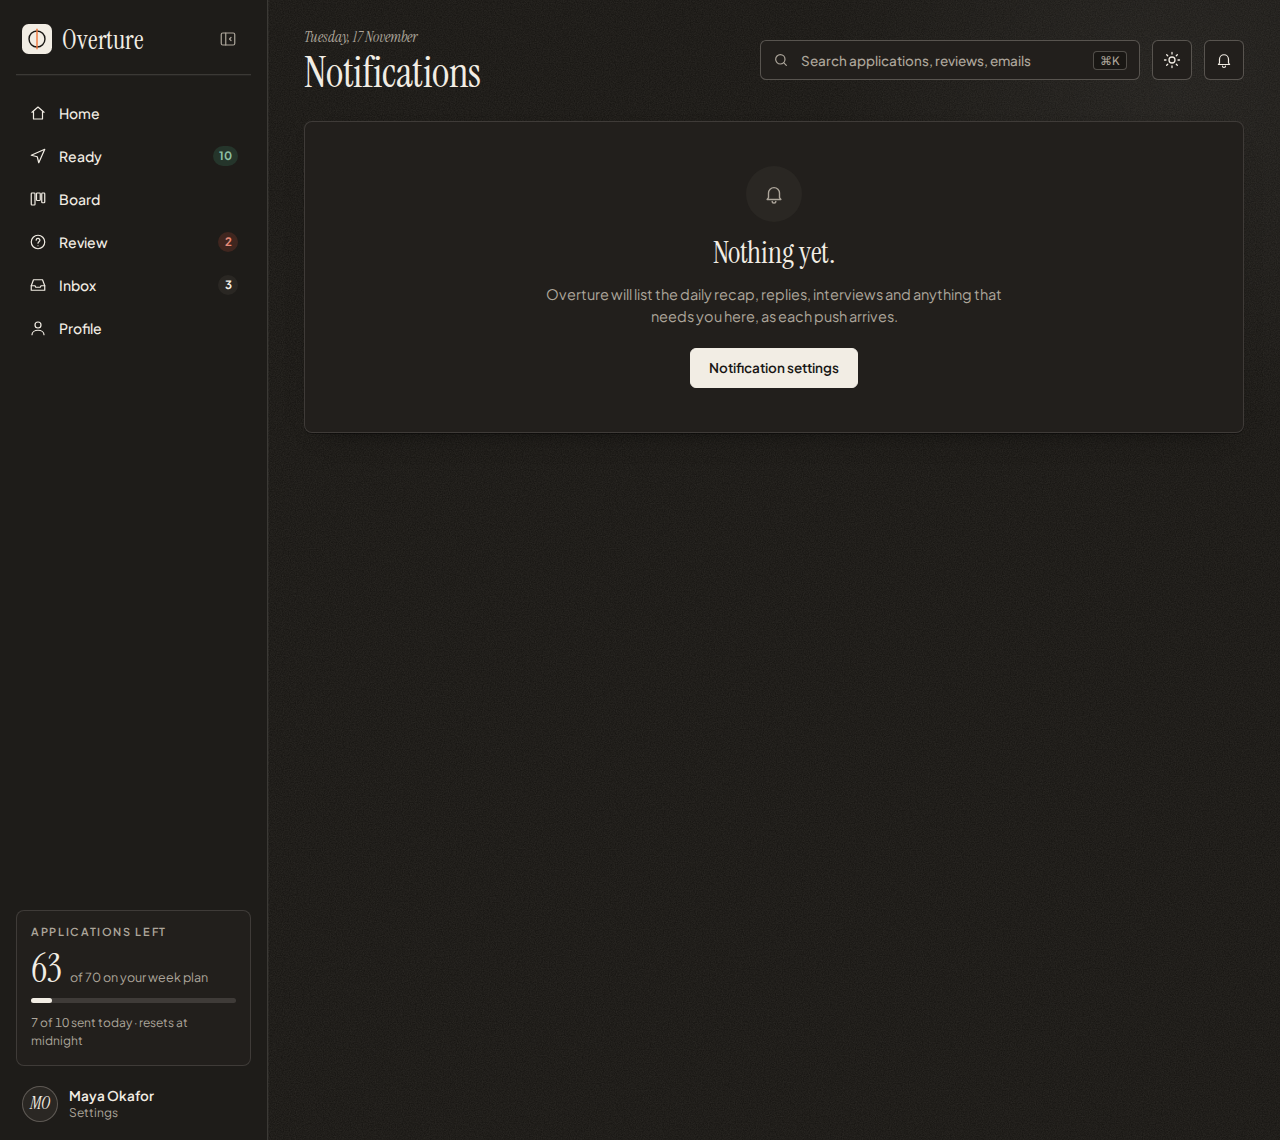 Overture
Home
Ready 10
Board
Review 2
Inbox 3
Profile
APPLICATIONS LEFT
63 of 70 on your week plan
7 of 10 sent today · resets at
midnight
MO
Maya Okafor
Settings
Tuesday, 17 November
Notifications
Search applications, reviews, emails ⌘K
Nothing yet.
Overture will list the daily recap, replies, interviews and anything that
needs you here, as each push arrives.
Notification settings